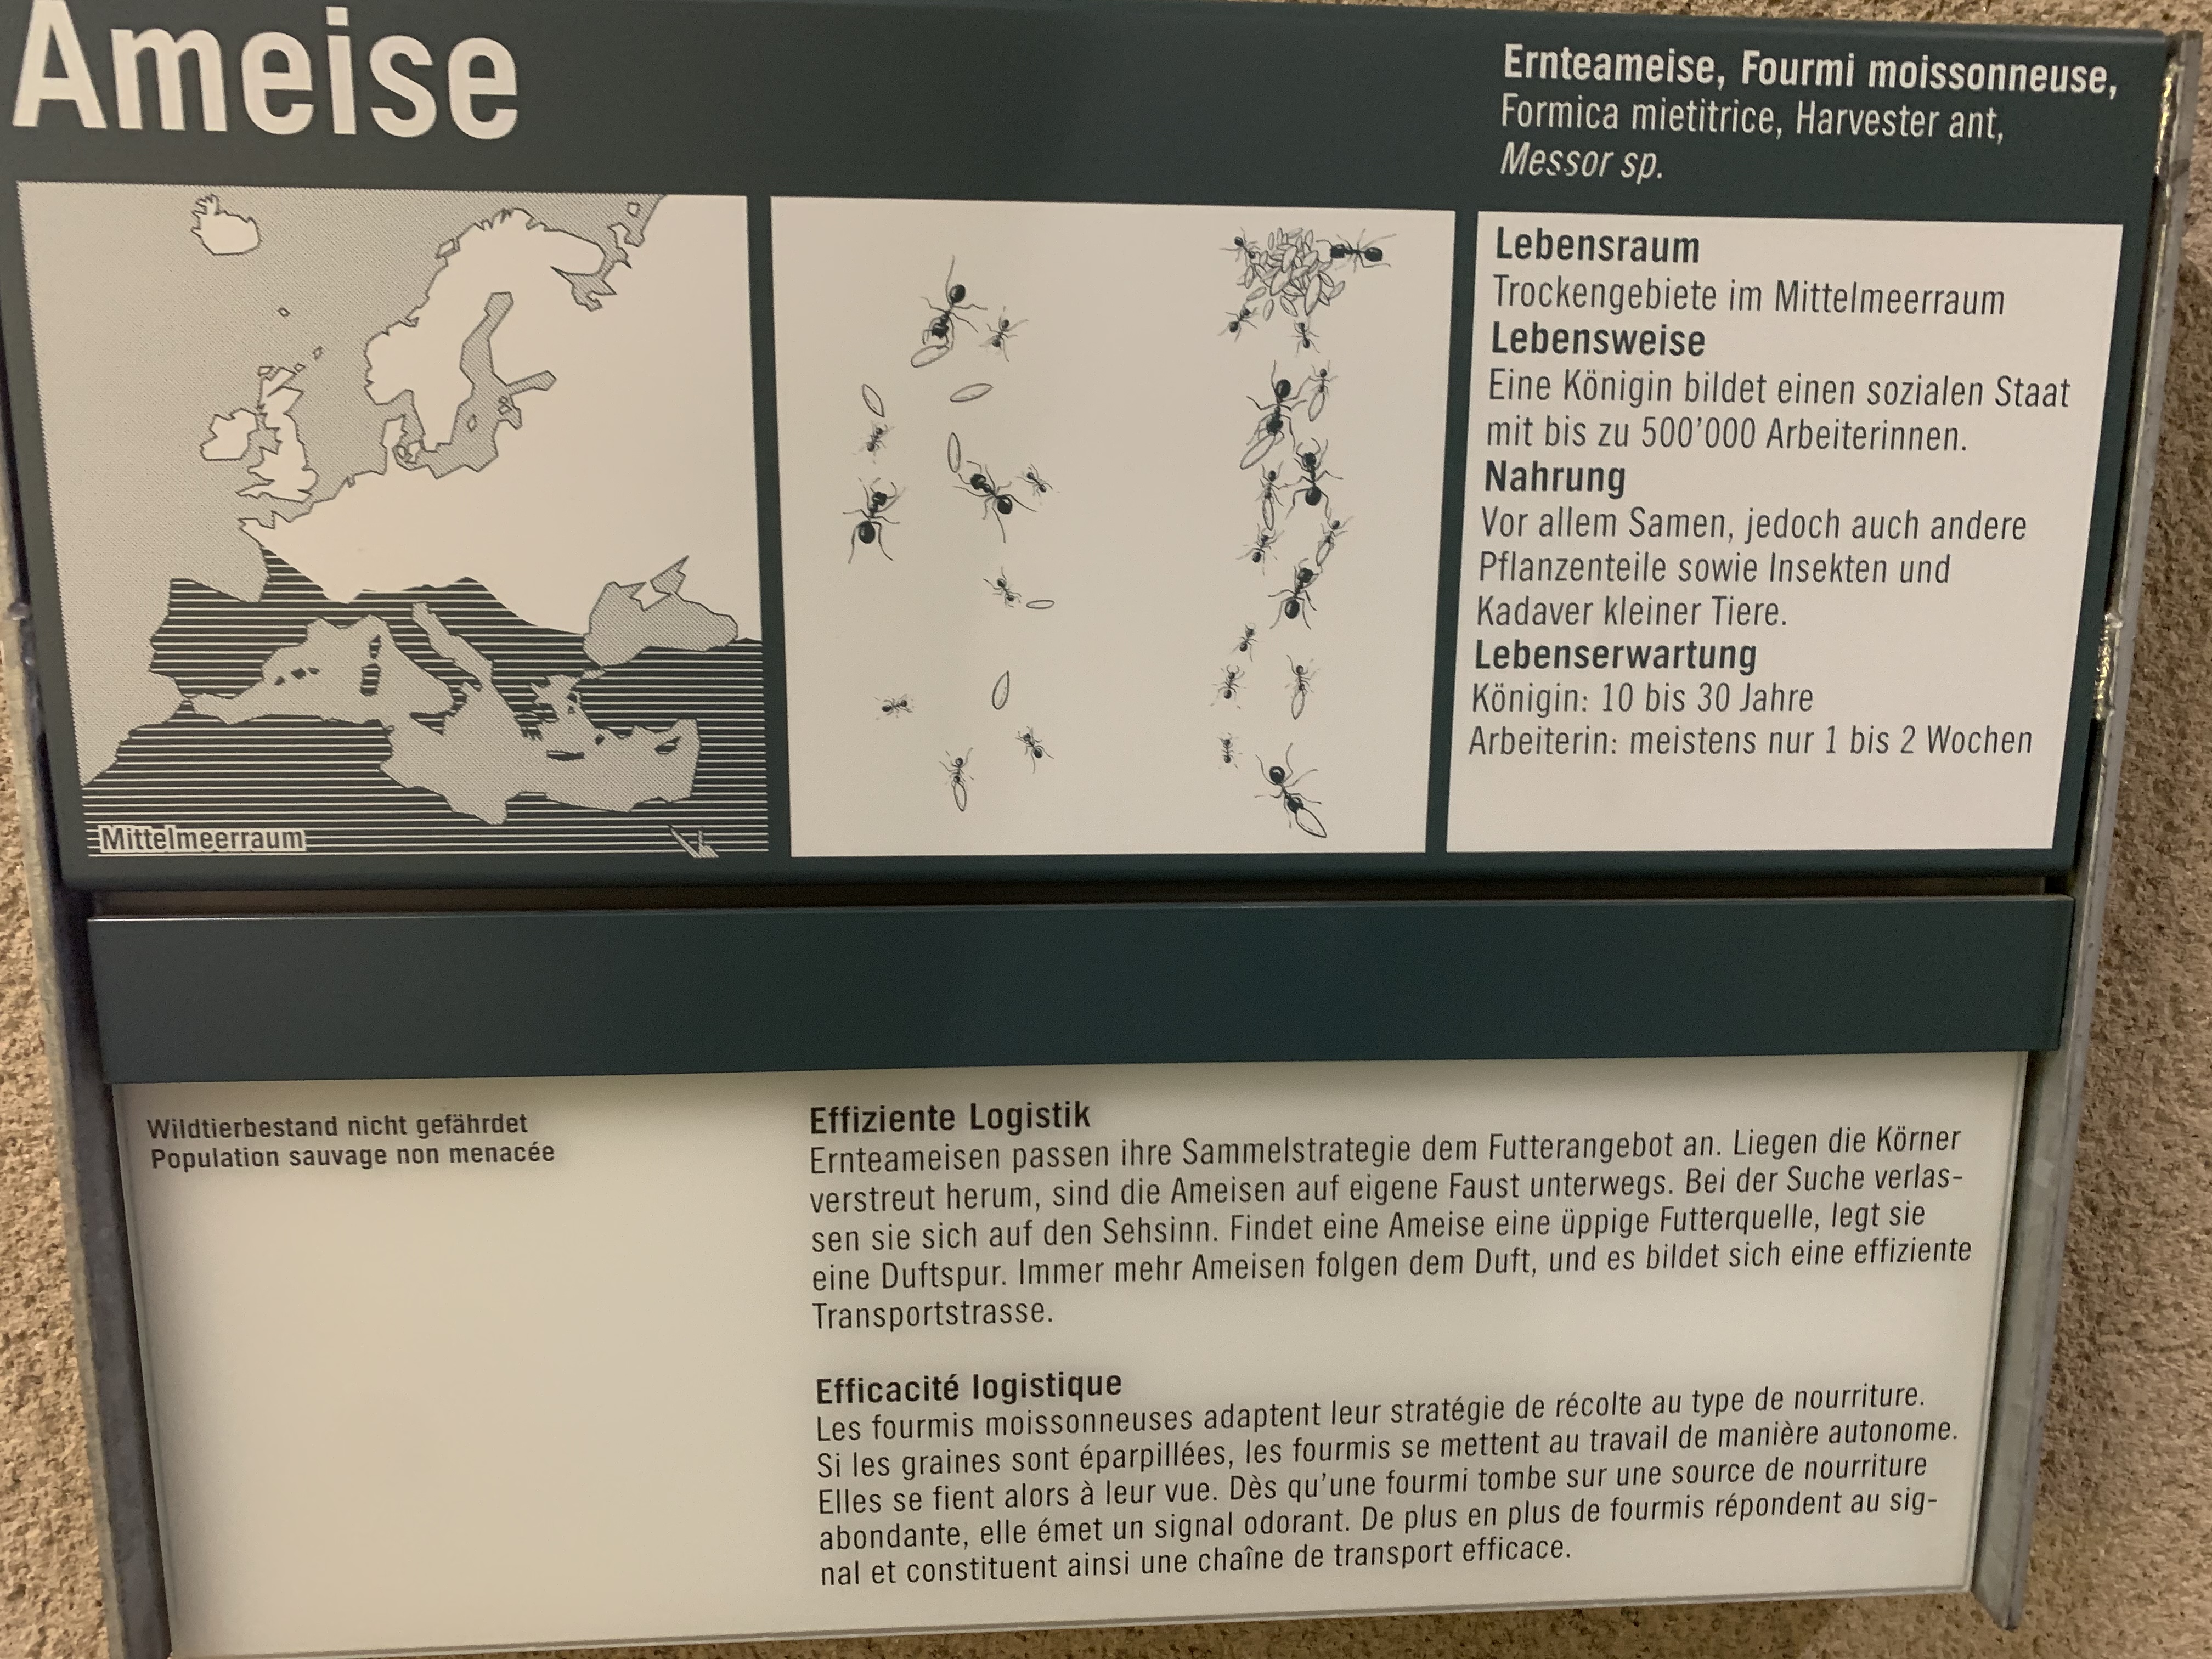 Ameise
Ernteameise, Fourmi moissonneuse,
Formica mietitrice, Harvester ant,
Messor sp.
Mittelmeerraum
Lebensraum
Trockengebiete im Mittelmeerraum
Lebensweise
Eine Königin bildet einen sozialen Staat
mit bis zu 500’000 Arbeiterinnen.
Nahrung
Vor allem Samen, jedoch auch andere
Pflanzenteile sowie Insekten und
Kadaver kleiner Tiere.
Lebenserwartung
Königin: 10 bis 30 Jahre
Arbeiterin: meistens nur 1 bis 2 Wochen
Wildtierbestand nicht gefährdet
Population sauvage non menacée
Effiziente Logistik
Ernteameisen passen ihre Sammelstrategie dem Futterangebot an. Liegen die Körner
verstreut herum, sind die Ameisen auf eigene Faust unterwegs. Bei der Suche verlas-
sen sie sich auf den Sehsinn. Findet eine Ameise eine üppige Futterquelle, legt sie
eine Duftspur. Immer mehr Ameisen folgen dem Duft, und es bildet sich eine effiziente
Transportstrasse.
Efficacité logistique
Les fourmis moissonneuses adaptent leur stratégie de récolte au type de nourriture.
Si les graines sont éparpillées, les fourmis se mettent au travail de manière autonome.
Elles se fient alors à leur vue. Dès qu’une fourmi tombe sur une source de nourriture
abondante, elle émet un signal odorant. De plus en plus de fourmis répondent au sig-
nal et constituent ainsi une chaîne de transport efficace.